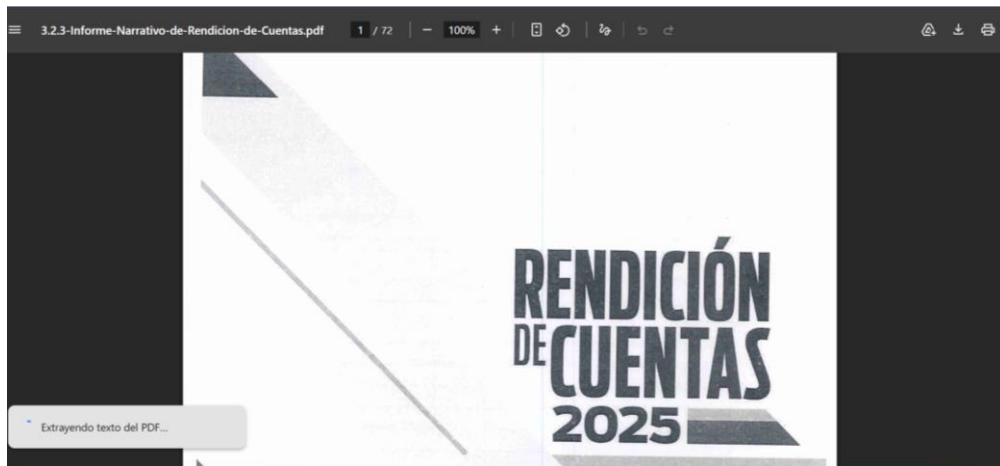 3.2.3-Informe-Narrativo-de-Rendicion-de-Cuentas.pdf 1 / 72 − 100% +
RENDICIÓN
DE CUENTAS
2025
Extrayendo texto del PDF...